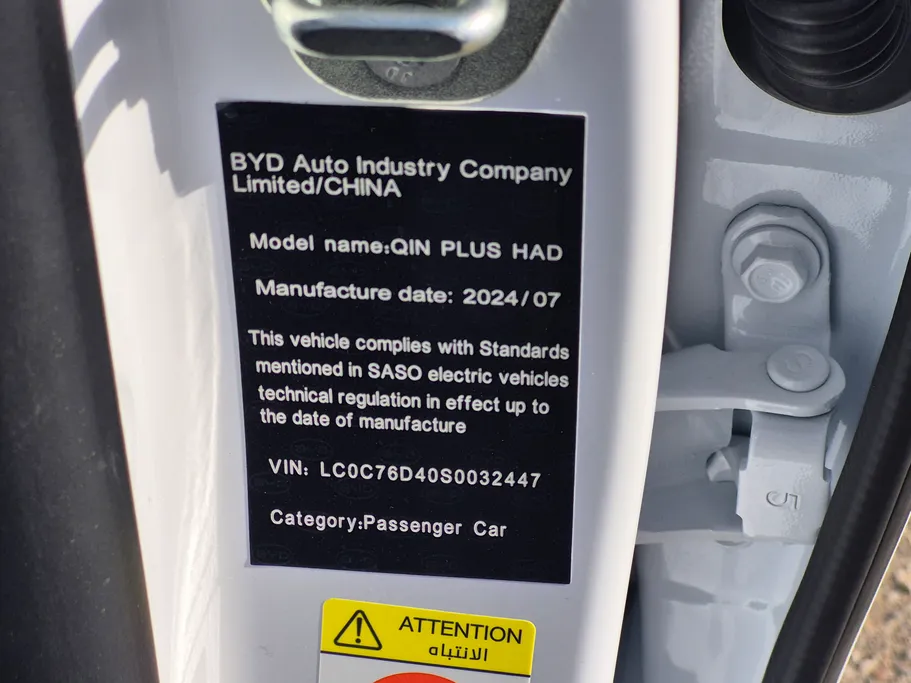 BYD Auto Industry Company
Limited/CHINA
Model name:QIN PLUS HAD
Manufacture date: 2024/07
This vehicle complies with Standards
mentioned in SASO electric vehicles
technical regulation in effect up to
the date of manufacture
VIN: LC0C76D40S0032447
Category:Passenger Car
ATTENTION
الانتباه
5